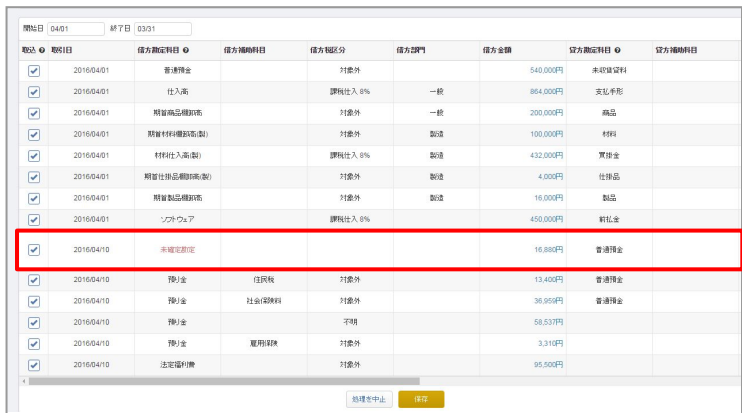 開始日 04/01 終了日 03/31
取込 取引日 借方勘定科目 借方補助科目 借方税区分 借方部門 借方金額 貸方勘定科目 貸方補助科目
2016/04/01 普通預金 対象外 540,000円 未収賃貸料
2016/04/01 仕入高 課税仕入 8% 一般 864,000円 支払手形
2016/04/01 期首商品棚卸高 対象外 一般 200,000円 商品
2016/04/01 期首材料棚卸高(製) 対象外 製造 100,000円 材料
2016/04/01 材料仕入高(製) 課税仕入 8% 製造 432,000円 買掛金
2016/04/01 期首仕掛品棚卸高(製) 対象外 製造 4,000円 仕掛品
2016/04/01 期首製品棚卸高 対象外 製造 16,000円 製品
2016/04/01 ソフトウェア 課税仕入 8% 450,000円 前払金
2016/04/10 未確定勘定 16,880円 普通預金
2016/04/10 預り金 住民税 対象外 13,400円 普通預金
2016/04/10 預り金 社会保険料 対象外 36,959円 普通預金
2016/04/10 預り金 不明 58,537円
2016/04/10 預り金 雇用保険 対象外 3,310円
2016/04/10 法定福利費 対象外 95,500円
処理を中止 保存